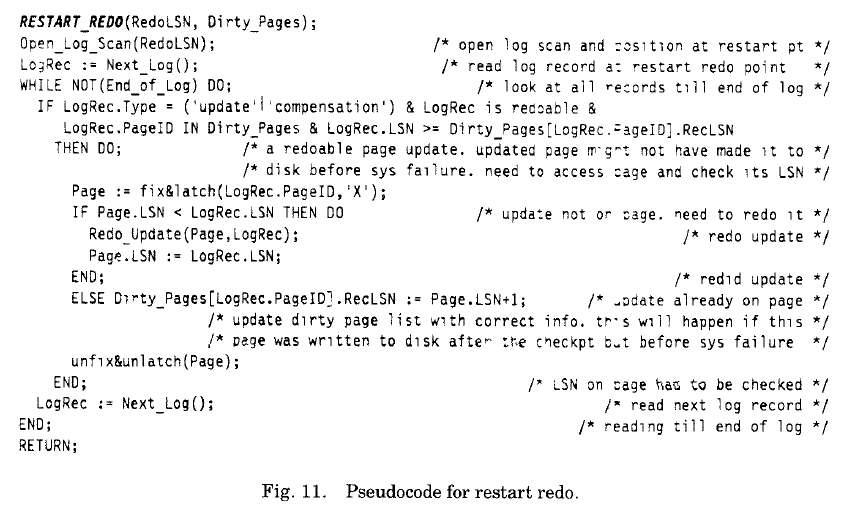 RESTART_REDO(RedoLSN, Dirty_Pages);
Open_Log_Scan(RedoLSN); /* open log scan and position at restart pt */
LogRec := Next_Log(); /* read log record at restart redo point */
WHILE NOT(End_of_Log) DO; /* look at all records till end of log */
IF LogRec.Type = ('update'|'compensation') & LogRec is redoable &
LogRec.PageID IN Dirty_Pages & LogRec.LSN >= Dirty_Pages[LogRec.PageID].RecLSN
THEN DO; /* a redoable page update. updated page might not have made it to */
/* disk before sys failure. need to access page and check its LSN */
Page := fix&latch(LogRec.PageID,'X');
IF Page.LSN < LogRec.LSN THEN DO /* update not on page. need to redo it */
Redo_Update(Page,LogRec); /* redo update */
Page.LSN := LogRec.LSN;
END; /* redid update */
ELSE Dirty_Pages[LogRec.PageID].RecLSN := Page.LSN+1; /* update already on page */
/* update dirty page list with correct info. this will happen if this */
/* page was written to disk after the checkpt but before sys failure */
unfix&unlatch(Page);
END; /* LSN on page had to be checked */
LogRec := Next_Log(); /* read next log record */
END; /* reading till end of log */
RETURN;
Fig. 11. Pseudocode for restart redo.